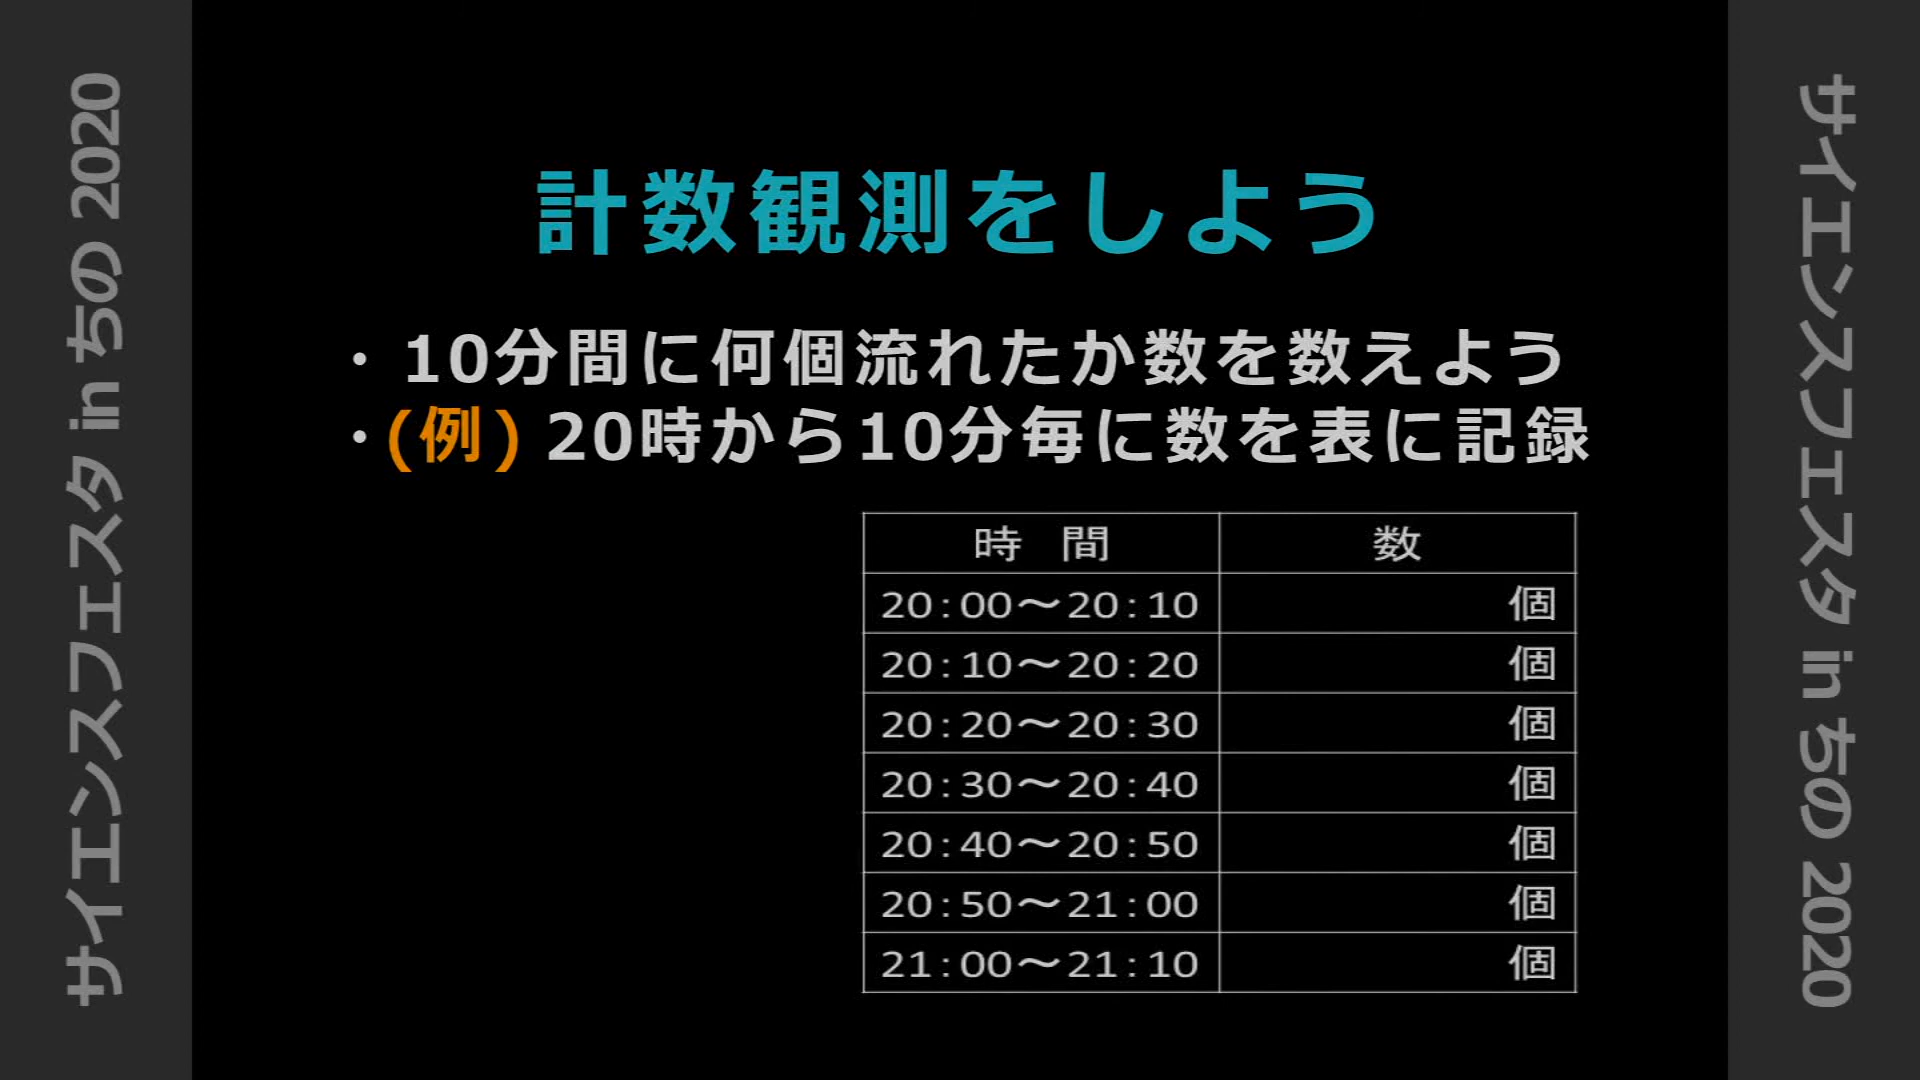 サイエンスフェスタ in ちの 2020
計数観測をしよう
・10分間に何個流れたか数を数えよう
・(例) 20時から10分毎に数を表に記録
時 間 数
20:00～20:10 個
20:10～20:20 個
20:20～20:30 個
20:30～20:40 個
20:40～20:50 個
20:50～21:00 個
21:00～21:10 個
サイエンスフェスタ in ちの 2020